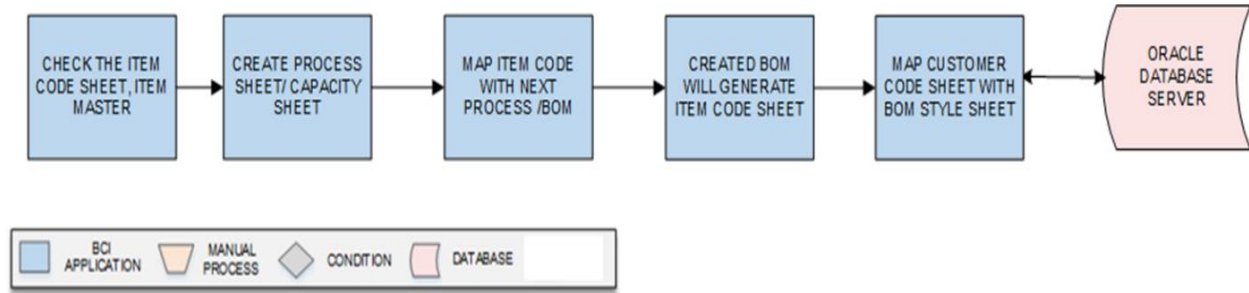 CHECK THE ITEM
CODE SHEET, ITEM
MASTER
CREATE PROCESS
SHEET/ CAPACITY
SHEET
MAP ITEM CODE
WITH NEXT
PROCESS /BOM
CREATED BOM
WILL GENERATE
ITEM CODE SHEET
MAP CUSTOMER
CODE SHEET WITH
BOM STYLE SHEET
ORACLE
DATABASE
SERVER
BCI
APPLICATION
MANUAL
PROCESS
CONDITION
DATABASE